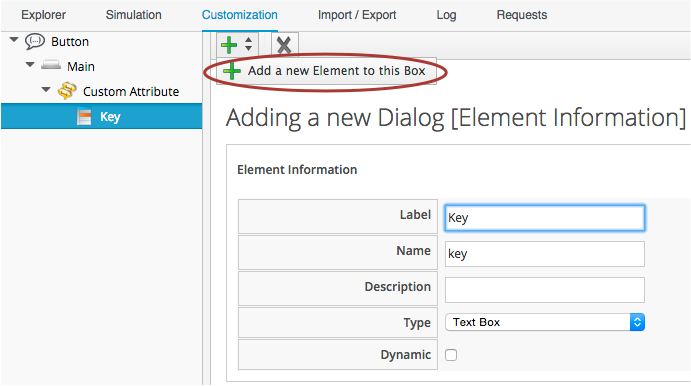 Explorer Simulation Customization Import / Export Log Requests
Button
Main
Custom Attribute
Key
Add a new Element to this Box
Adding a new Dialog [Element Information]
Element Information
Label Key
Name key
Description
Type Text Box
Dynamic